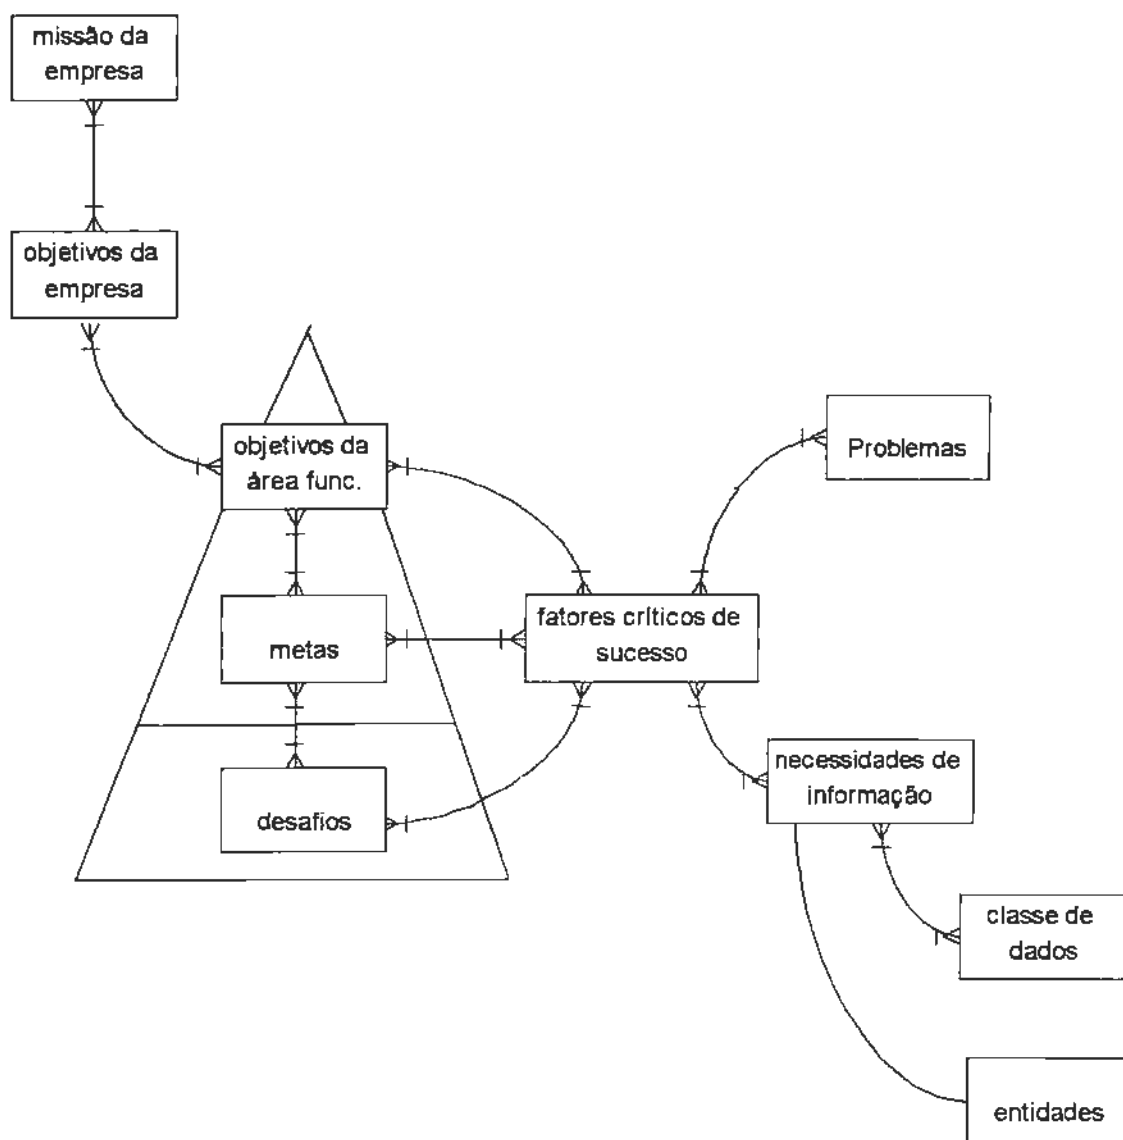 missão da
empresa
objetivos da
empresa
objetivos da
área func.
Problemas
metas
fatores críticos de
sucesso
necessidades de
informação
desafios
classe de
dados
entidades